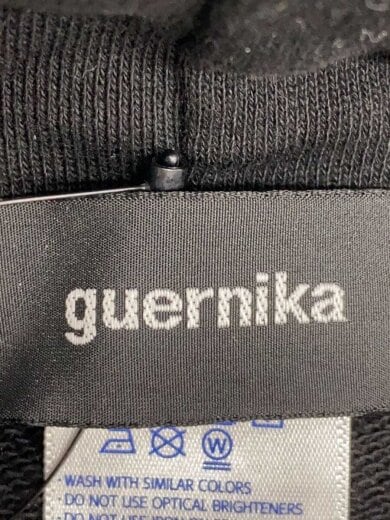 guernika
W
· WASH WITH SIMILAR COLORS
· DO NOT USE OPTICAL BRIGHTENERS